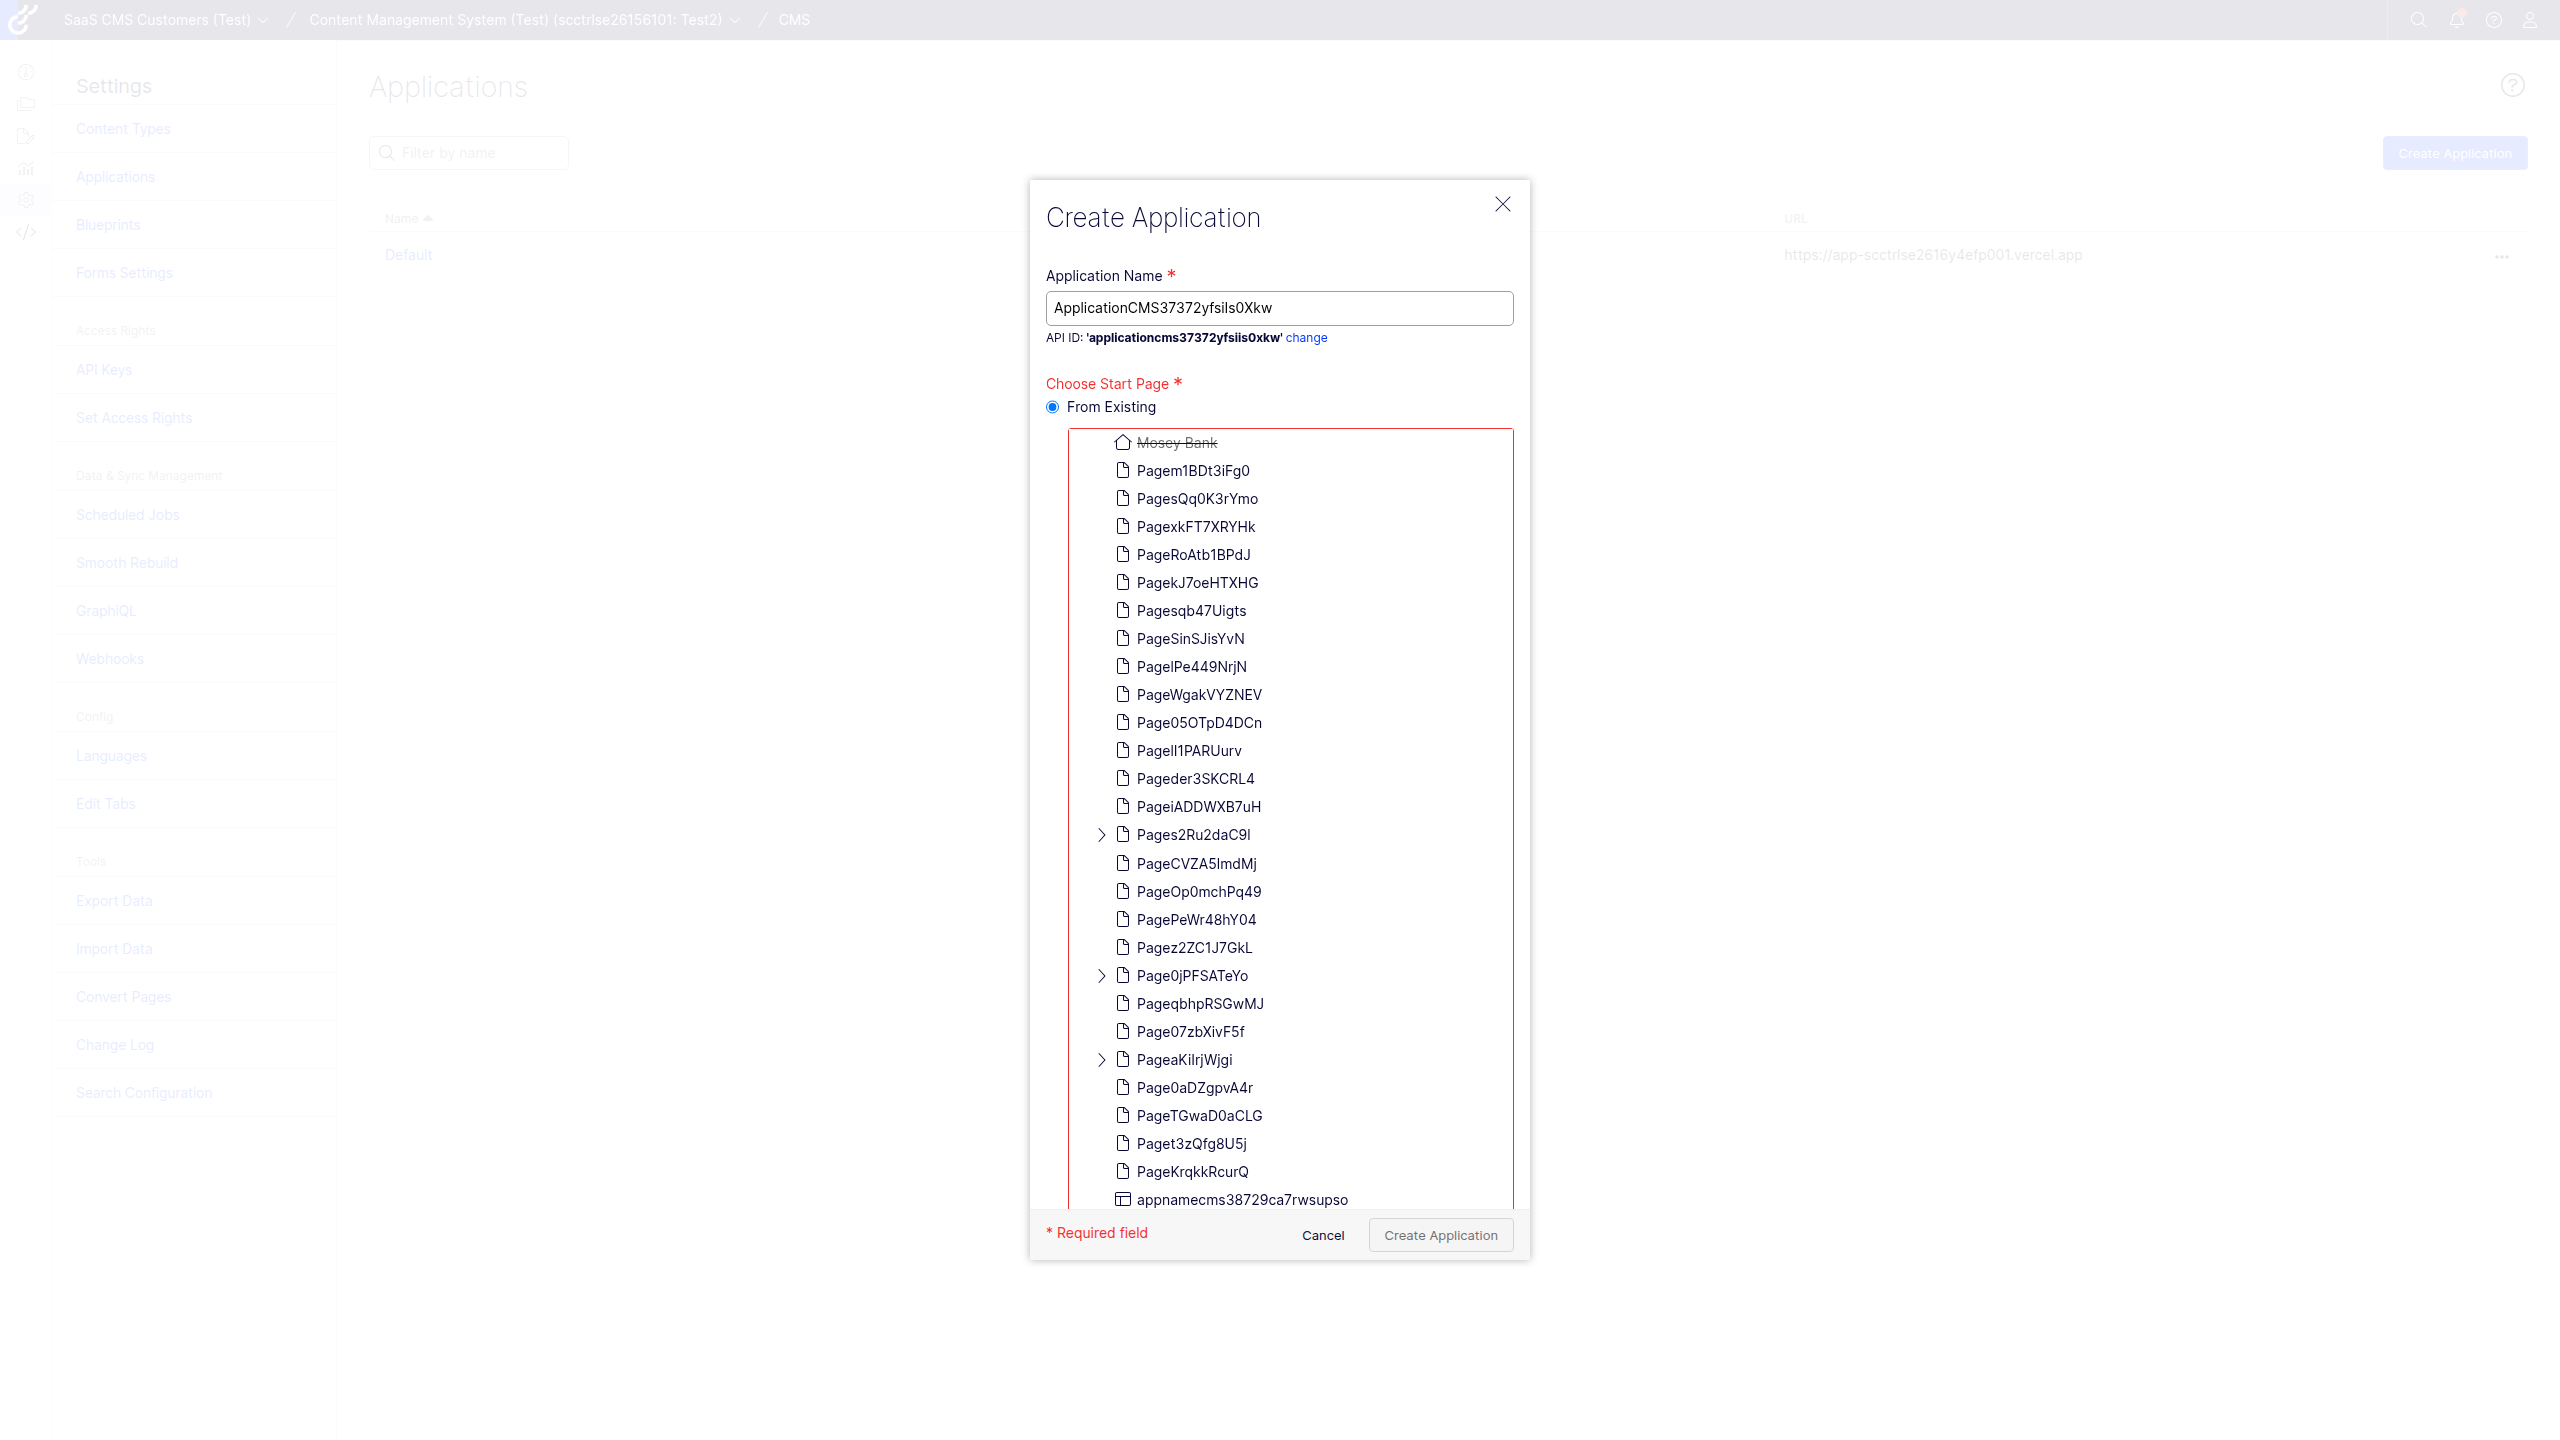 SaaS CMS Customers (Test) / Content Management System (Test) (scctrlse26156101: Test2) / CMS
Settings
Content Types
Applications
Blueprints
Forms Settings
Access Rights
API Keys
Set Access Rights
Data & Sync Management
Scheduled Jobs
Smooth Rebuild
GraphiQL
Webhooks
Config
Languages
Edit Tabs
Tools
Export Data
Import Data
Convert Pages
Change Log
Search Configuration
Applications
Filter by name
Create Application
Name
URL
Default
https://app-scctrlse2616y4efp001.vercel.app
Create Application
Application Name *
ApplicationCMS37372yfsiIs0Xkw
API ID: 'applicationcms37372yfsiis0xkw' change
Choose Start Page *
From Existing
Mosey Bank
Pagem1BDt3iFg0
PagesQq0K3rYmo
PagexkFT7XRYHk
PageRoAtb1BPdJ
PagekJ7oeHTXHG
Pagesqb47Uigts
PageSinSJisYvN
PagelPe449NrjN
PageWgakVYZNEV
Page05OTpD4DCn
PageIl1PARUurv
Pageder3SKCRL4
PageiADDWXB7uH
Pages2Ru2daC9I
PageCVZA5lmdMj
PageOp0mchPq49
PagePeWr48hY04
Pagez2ZC1J7GkL
Page0jPFSATeYo
PageqbhpRSGwMJ
Page07zbXivF5f
PageaKiIrjWjgi
Page0aDZgpvA4r
PageTGwaD0aCLG
Paget3zQfg8U5j
PageKrqkkRcurQ
appnamecms38729ca7rwsupso
* Required field
Cancel
Create Application